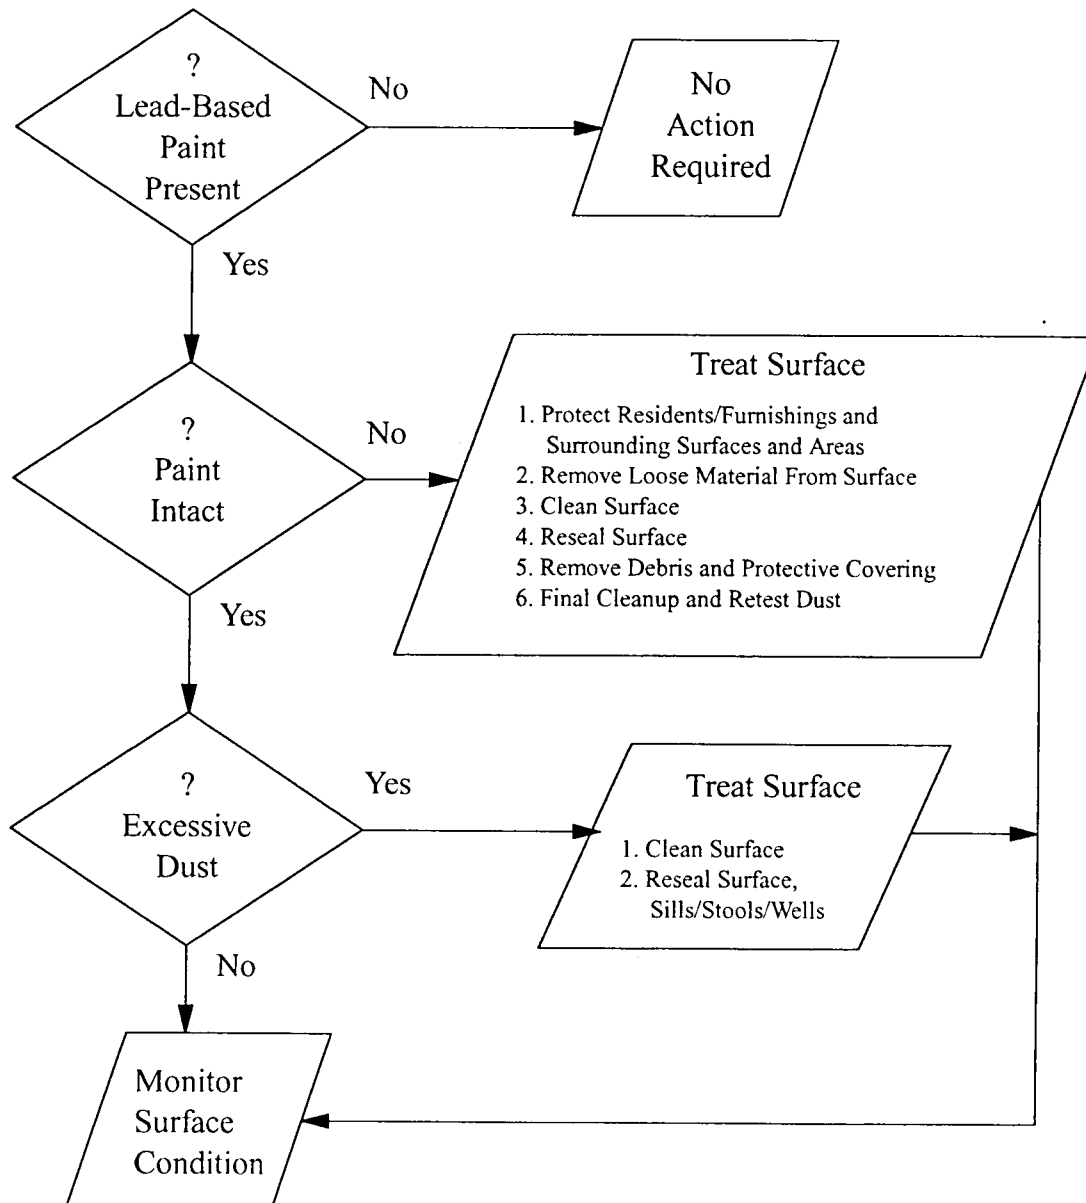 ?
Lead-Based
Paint
Present
No
No
Action
Required
Yes
?
Paint
Intact
No
Treat Surface
1. Protect Residents/Furnishings and
Surrounding Surfaces and Areas
2. Remove Loose Material From Surface
3. Clean Surface
4. Reseal Surface
5. Remove Debris and Protective Covering
6. Final Cleanup and Retest Dust
Yes
?
Excessive
Dust
Yes
Treat Surface
1. Clean Surface
2. Reseal Surface,
Sills/Stools/Wells
No
Monitor
Surface
Condition